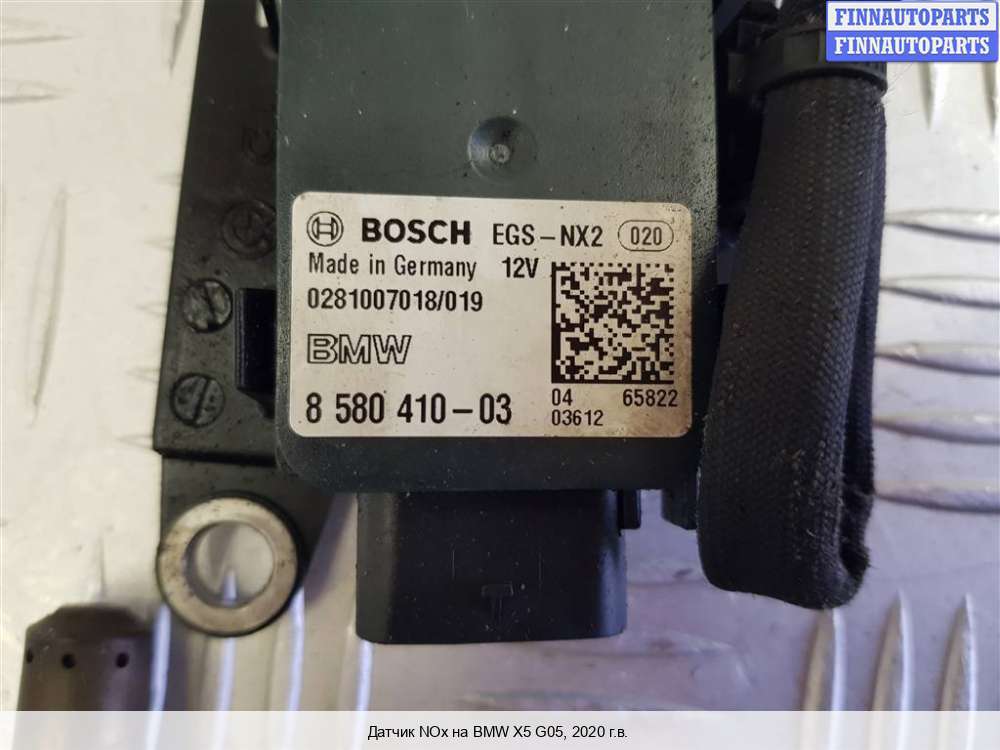 FINNAUTOPARTS
FINNAUTOPARTS
BOSCH EGS-NX2 020
Made in Germany 12V
0281007018/019
BMW
8 580 410-03
04 65822
03612
Датчик NOx на BMW X5 G05, 2020 г.в.